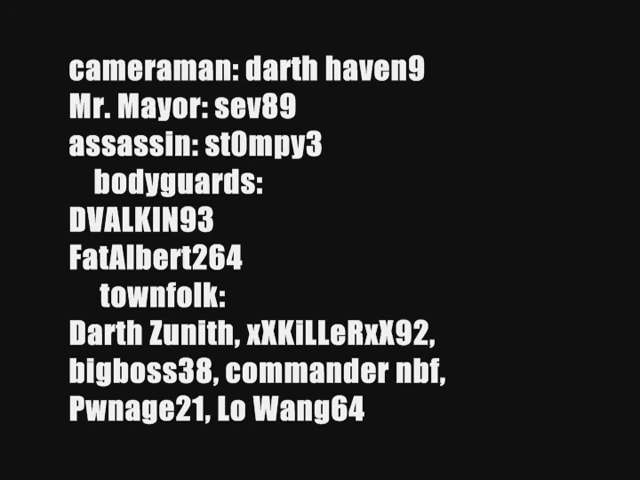 cameraman: darth haven9
Mr. Mayor: sev89
assassin: st0mpy3
bodyguards:
DVALKIN93
FatAlbert264
townfolk:
Darth Zunith, xXKiLLeRxX92,
bigboss38, commander nbf,
Pwnage21, Lo Wang64